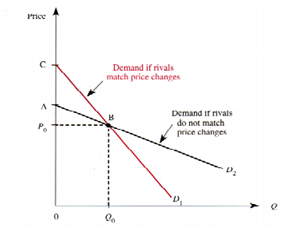 Price
C
Demand if rivals
match price changes
A
B
Demand if rivals
do not match
price changes
P₀
D₂
D₁
0
Q₀
Q